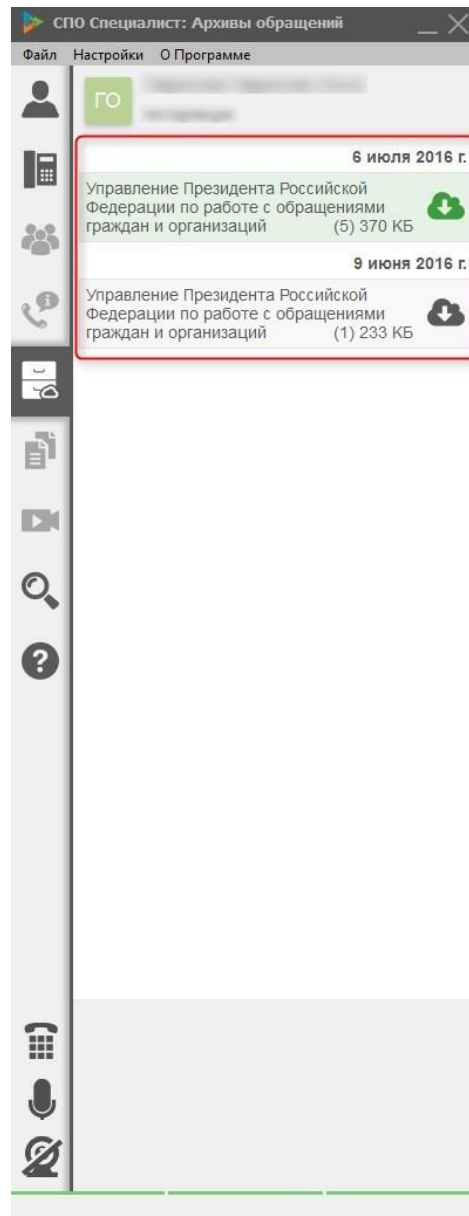 СПО Специалист: Архивы обращений
Файл Настройки О Программе
ГО
6 июля 2016 г.
Управление Президента Российской
Федерации по работе с обращениями
граждан и организаций (5) 370 КБ
9 июня 2016 г.
Управление Президента Российской
Федерации по работе с обращениями
граждан и организаций (1) 233 КБ